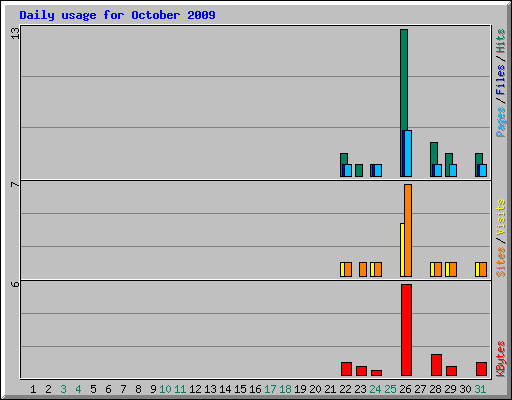 Daily usage for October 2009
13
Pages/Files/Hits
7
Sites/Visits
6
KBytes
1 2 3 4 5 6 7 8 9 10 11 12 13 14 15 16 17 18 19 20 21 22 23 24 25 26 27 28 29 30 31